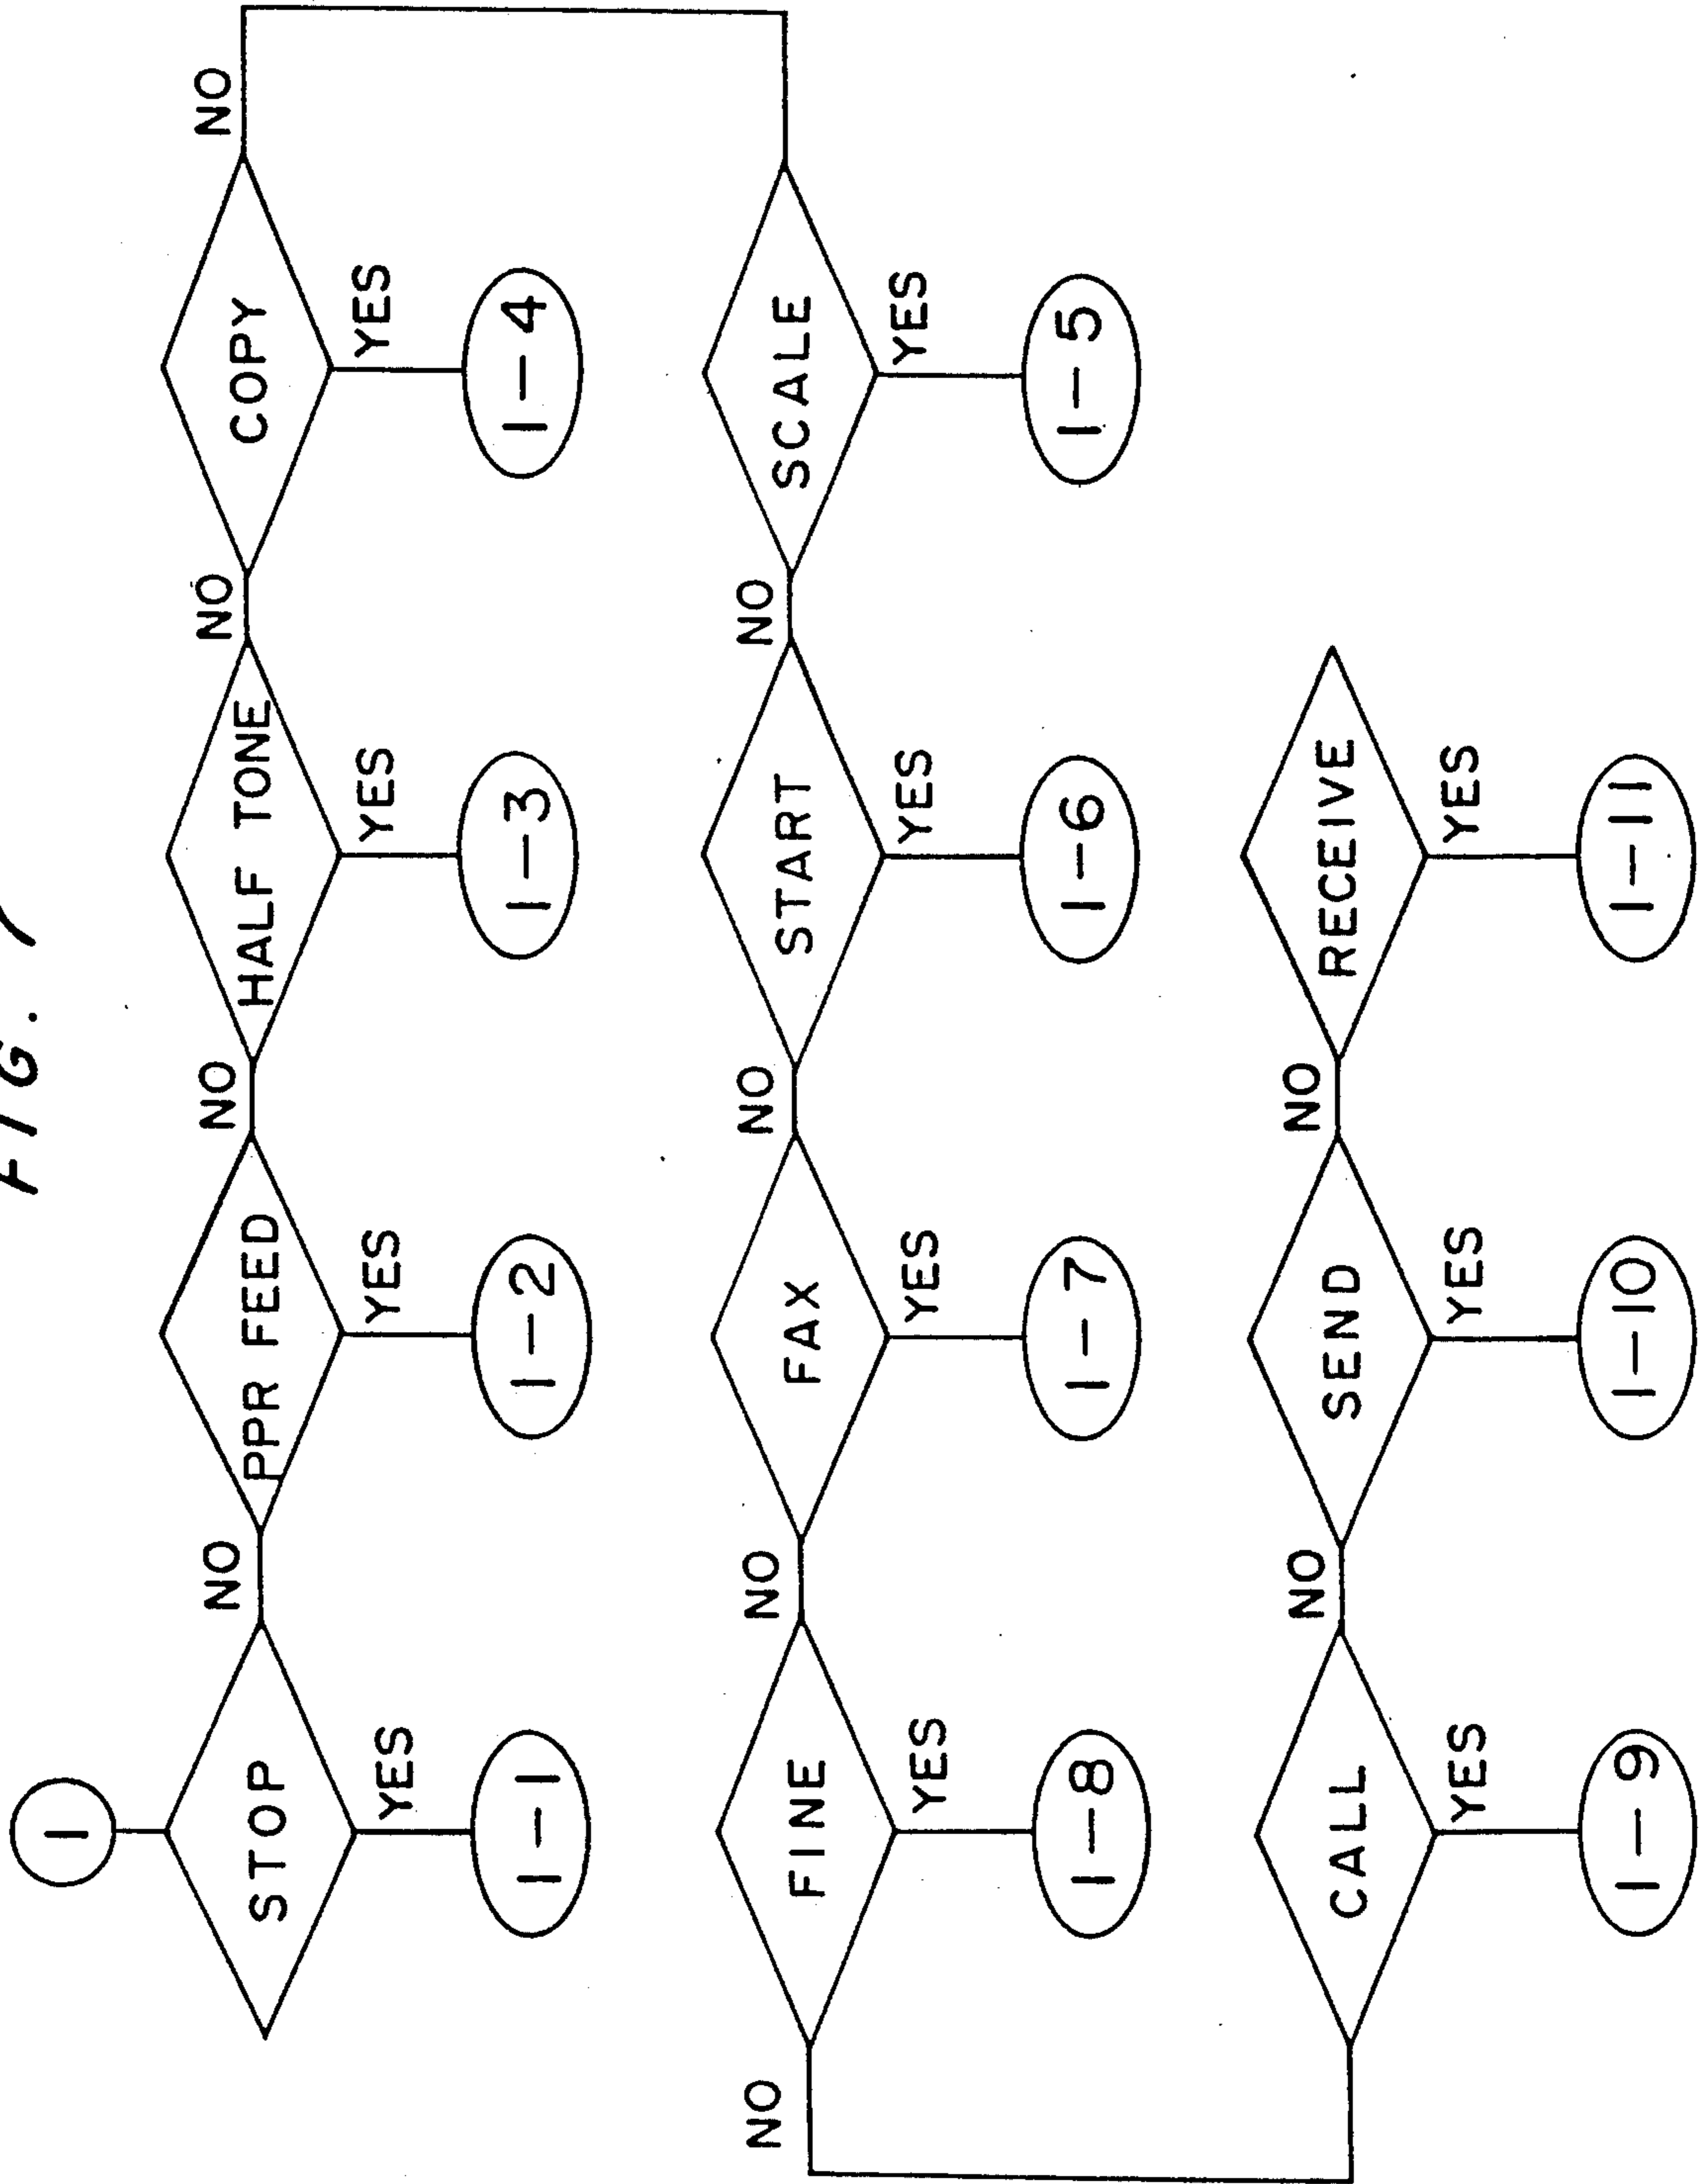 FIG. 7
1
STOP
NO
PPR FEED
NO
HALF TONE
NO
COPY
NO
YES
YES
YES
YES
1-1
1-2
1-3
1-4
NO
FINE
NO
FAX
NO
START
NO
SCALE
YES
YES
YES
YES
1-8
1-7
1-6
1-5
CALL
NO
SEND
NO
RECEIVE
YES
YES
YES
1-9
1-10
1-11